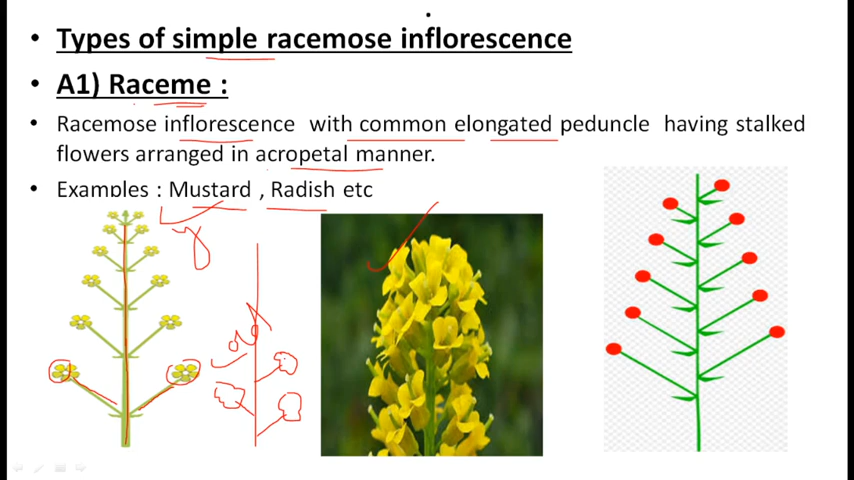 • Types of simple racemose inflorescence
• A1) Raceme :
• Racemose inflorescence with common elongated peduncle having stalked
flowers arranged in acropetal manner.
• Examples : Mustard , Radish etc
y
old